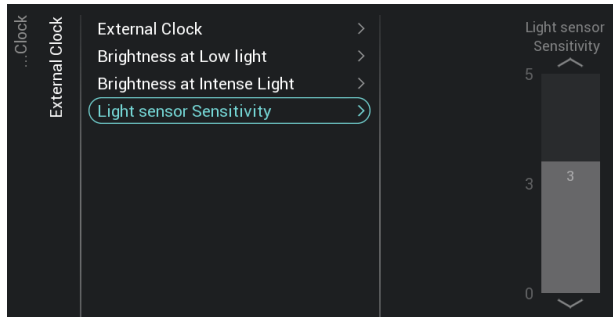 ...Clock
External Clock
External Clock
Brightness at Low light
Brightness at Intense Light
Light sensor Sensitivity
Light sensor
Sensitivity
5
3
3
0